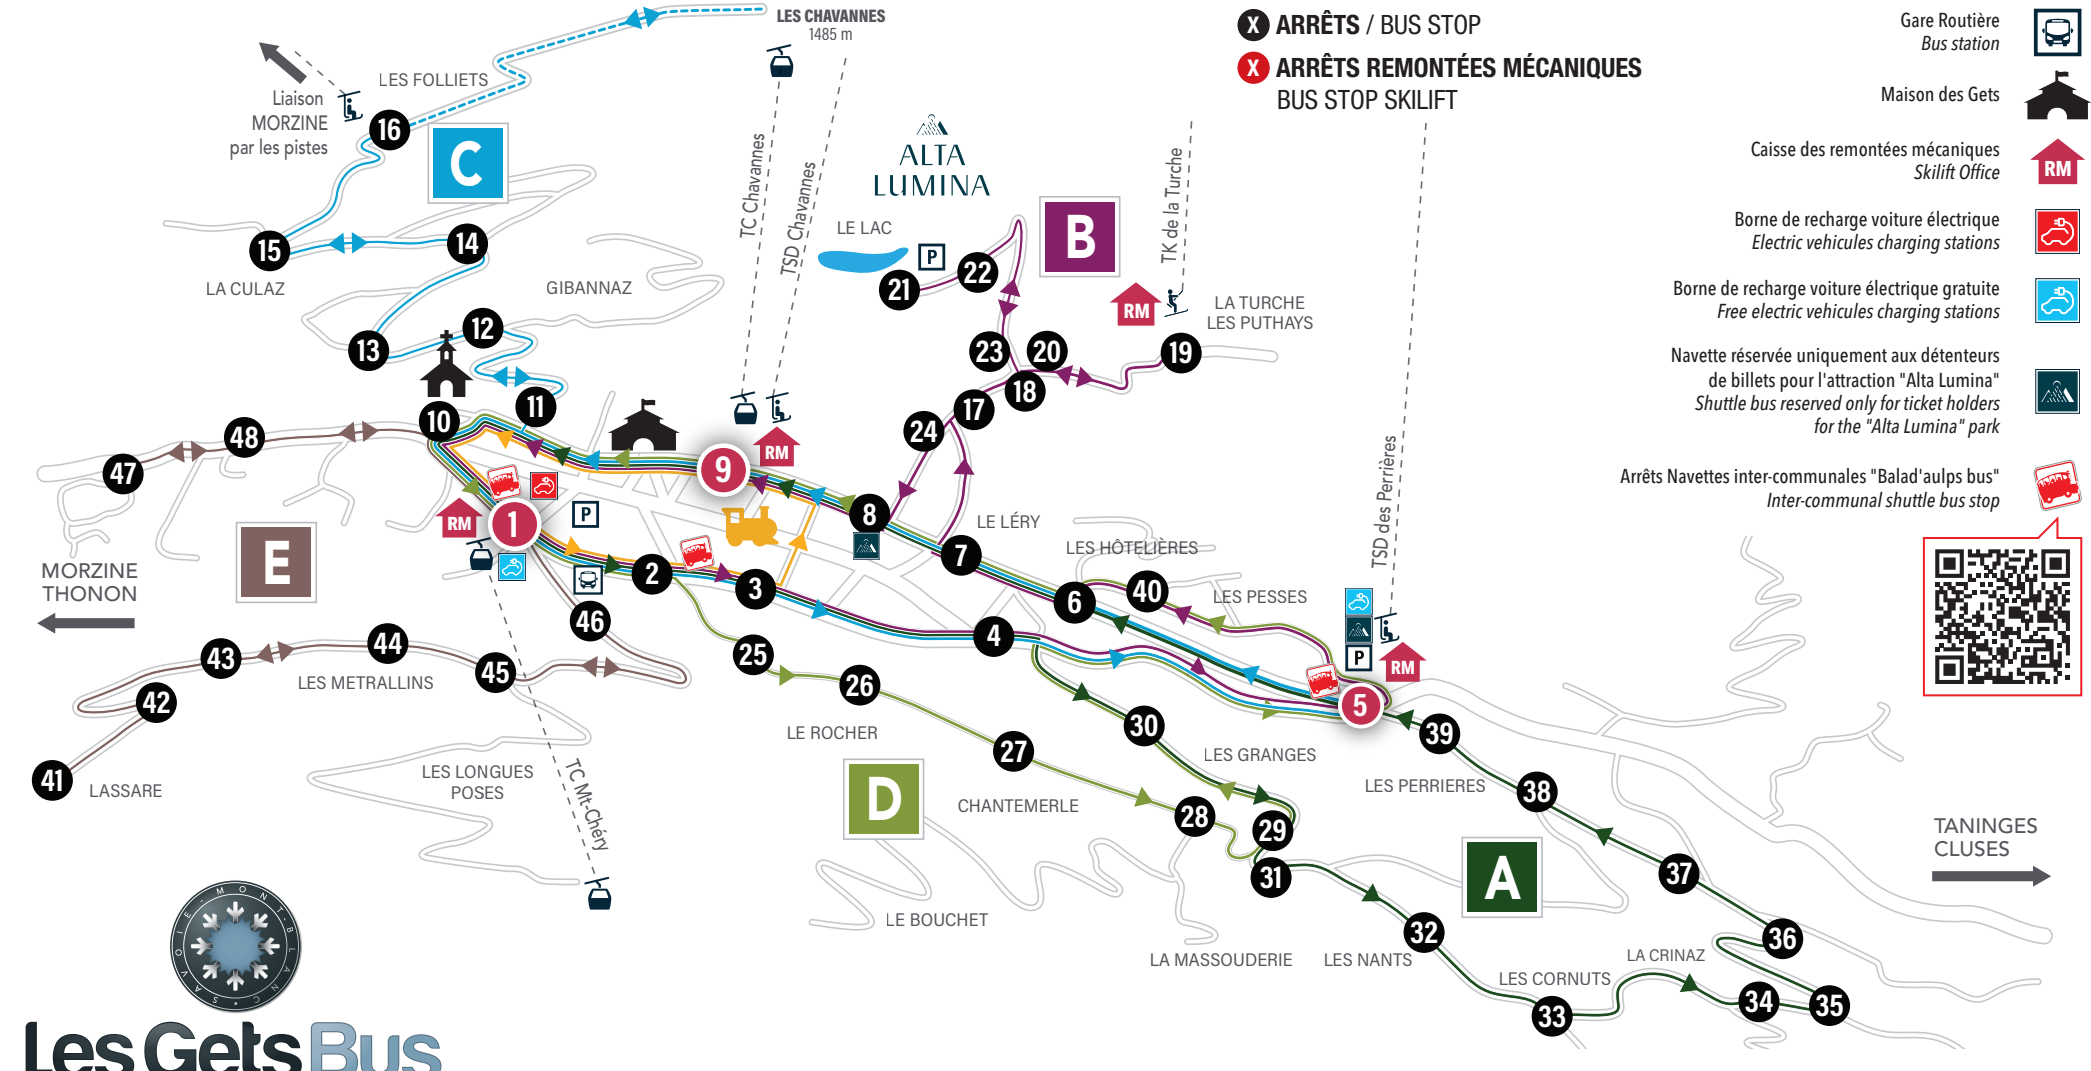 LES CHAVANNES
1485 m
LES FOLLIETS
Liaison
MORZINE
par les pistes
16
C
15
14
LA CULAZ
GIBANNAZ
13
12
11
10
TC Chavannes
TSD Chavannes
ALTA
LUMINA
LE LAC
P
21
22
B
TK de la Turche
RM
LA TURCHE
LES PUTHAYS
23
20
19
18
17
24
X ARRÊTS / BUS STOP
X ARRÊTS REMONTÉES MÉCANIQUES
BUS STOP SKILIFT
Gare Routière
Bus station
Maison des Gets
Caisse des remontées mécaniques
Skilift Office
RM
Borne de recharge voiture électrique
Electric vehicules charging stations
Borne de recharge voiture électrique gratuite
Free electric vehicules charging stations
Navette réservée uniquement aux détenteurs
de billets pour l'attraction "Alta Lumina"
Shuttle bus reserved only for ticket holders
for the "Alta Lumina" park
Arrêts Navettes inter-communales "Balad'aulps bus"
Inter-communal shuttle bus stop
47
48
RM
9
RM
1
P
8
7
LE LÉRY
LES HÔTELIÈRES
TSD des Perrières
E
MORZINE
THONON
2
3
46
6
40
LES PESSES
4
P
RM
5
43
44
45
LES METRALLINS
42
41
LASSARE
25
26
LE ROCHER
27
CHANTEMERLE
28
30
LES GRANGES
29
31
39
LES PERRIERES
38
37
LES LONGUES
POSES
TC Mt-Chéry
D
LE BOUCHET
LA MASSOUDERIE
A
TANINGES
CLUSES
32
LES NANTS
36
LES CORNUTS
LA CRINAZ
33
34
35
SAVOIE - MONT-BLANC
Les Gets Bus